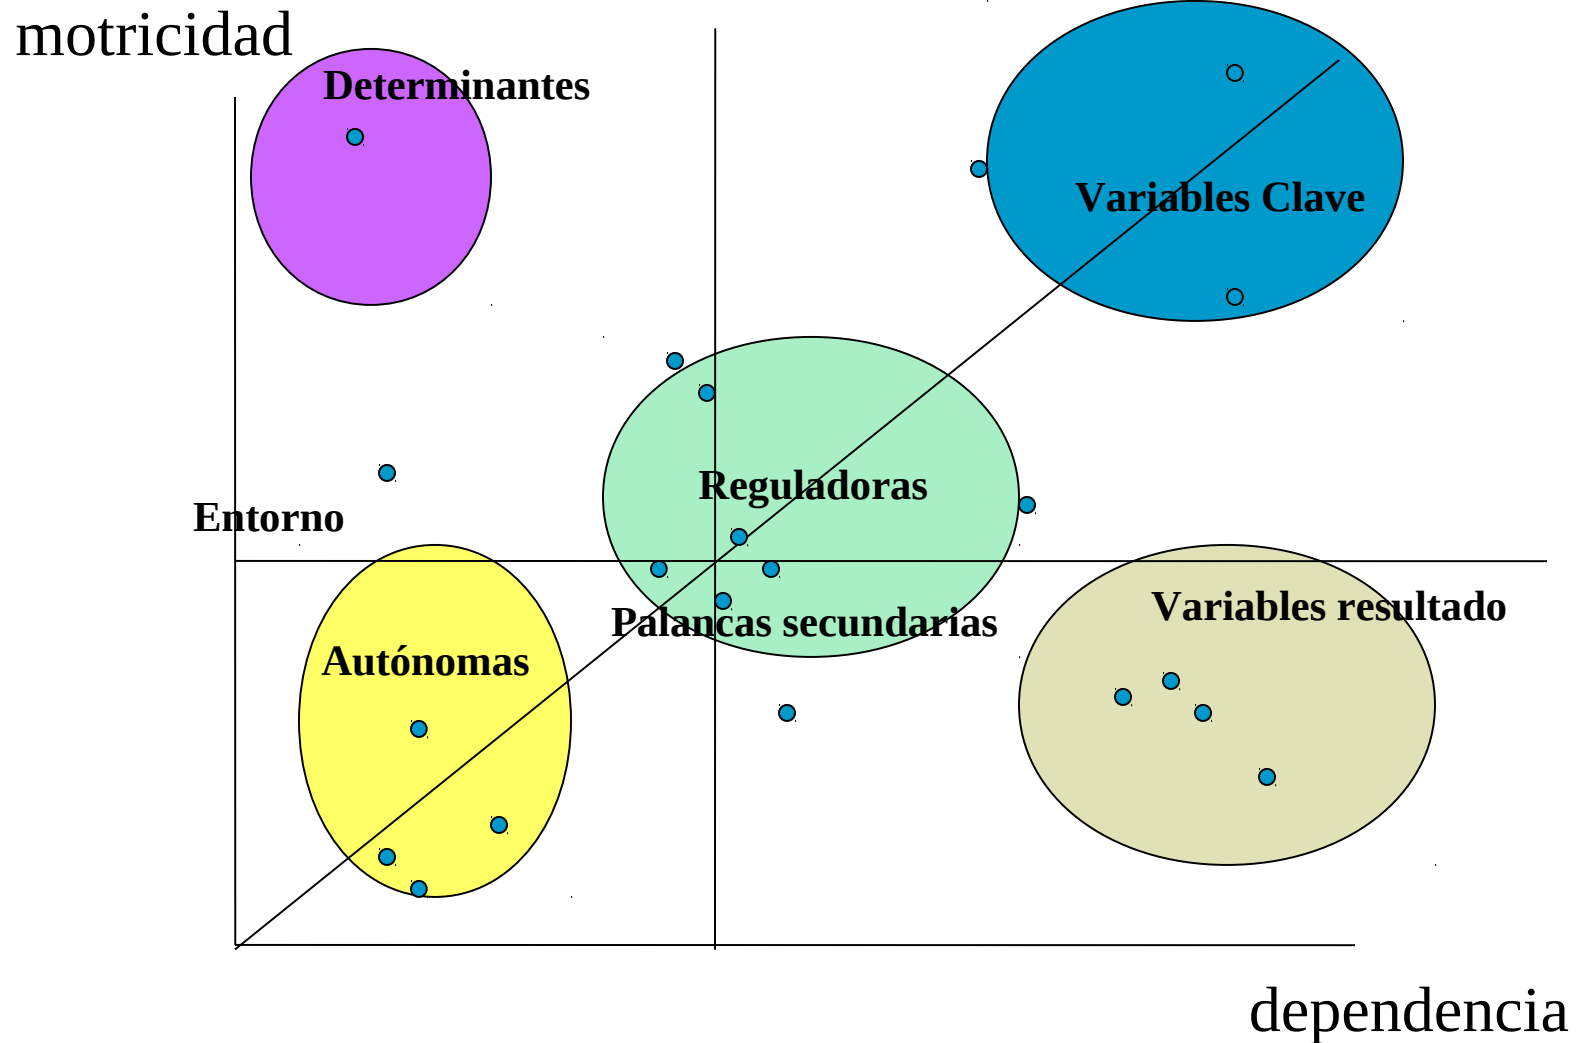 motricidad
Determinantes
Variables Clave
Reguladoras
Entorno
Variables resultado
Palancas secundarias
Autónomas
dependencia